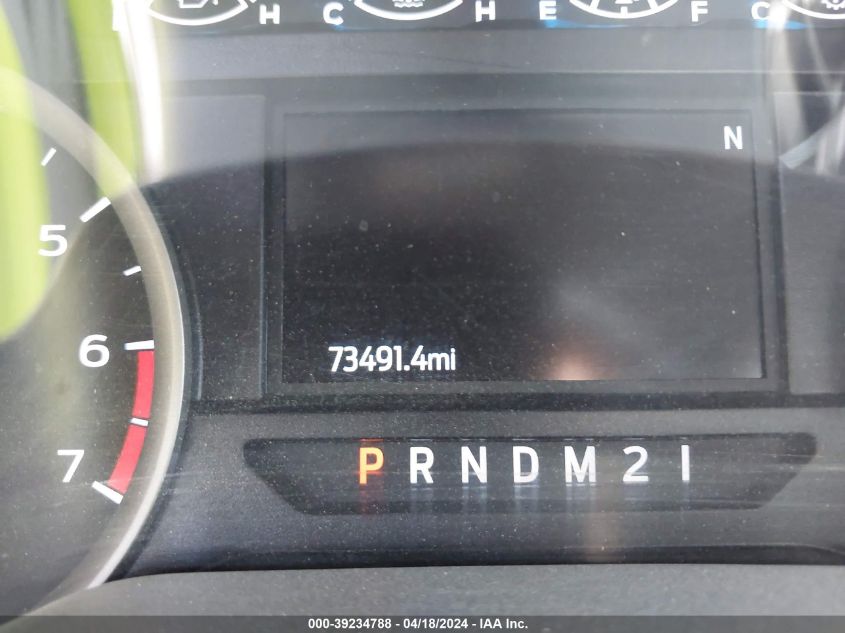 H C H E F C
N
5
6
7
73491.4mi
P R N D M 2 1
000-39234788 - 04/18/2024 - IAA Inc.